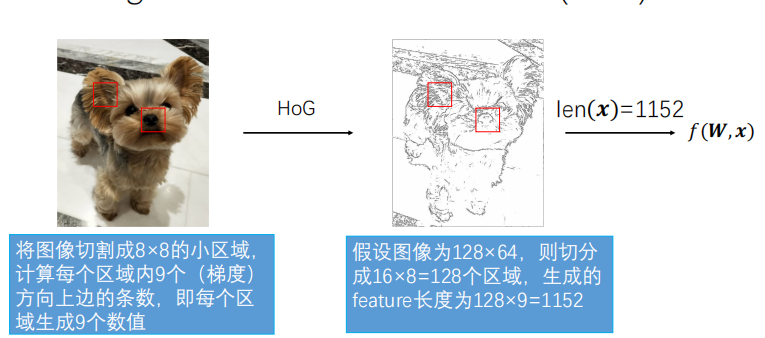 HoG
len(x)=1152
f(W,x)
将图像切割成8×8的小区域，
计算每个区域内9个（梯度）
方向上边的条数，即每个区
域生成9个数值
假设图像为128×64，则切分
成16×8=128个区域，生成的
feature长度为128×9=1152